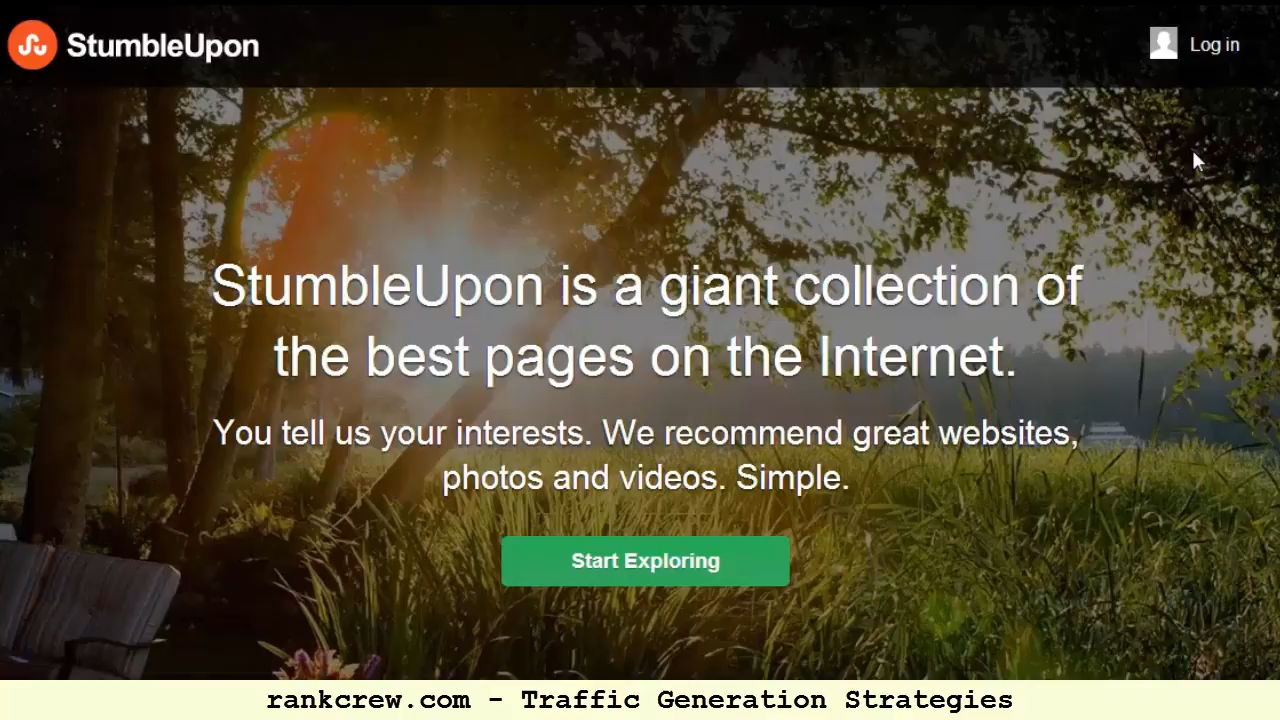 StumbleUpon
Log in
StumbleUpon is a giant collection of
the best pages on the Internet.
You tell us your interests. We recommend great websites,
photos and videos. Simple.
Start Exploring
rankcrew.com - Traffic Generation Strategies